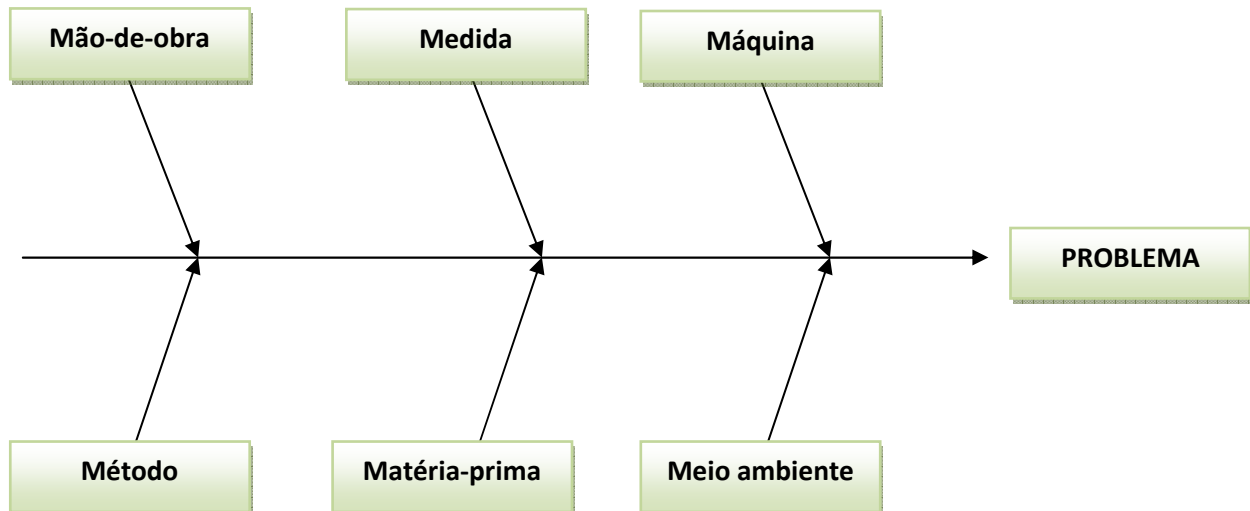 Mão-de-obra
Medida
Máquina
PROBLEMA
Método
Matéria-prima
Meio ambiente